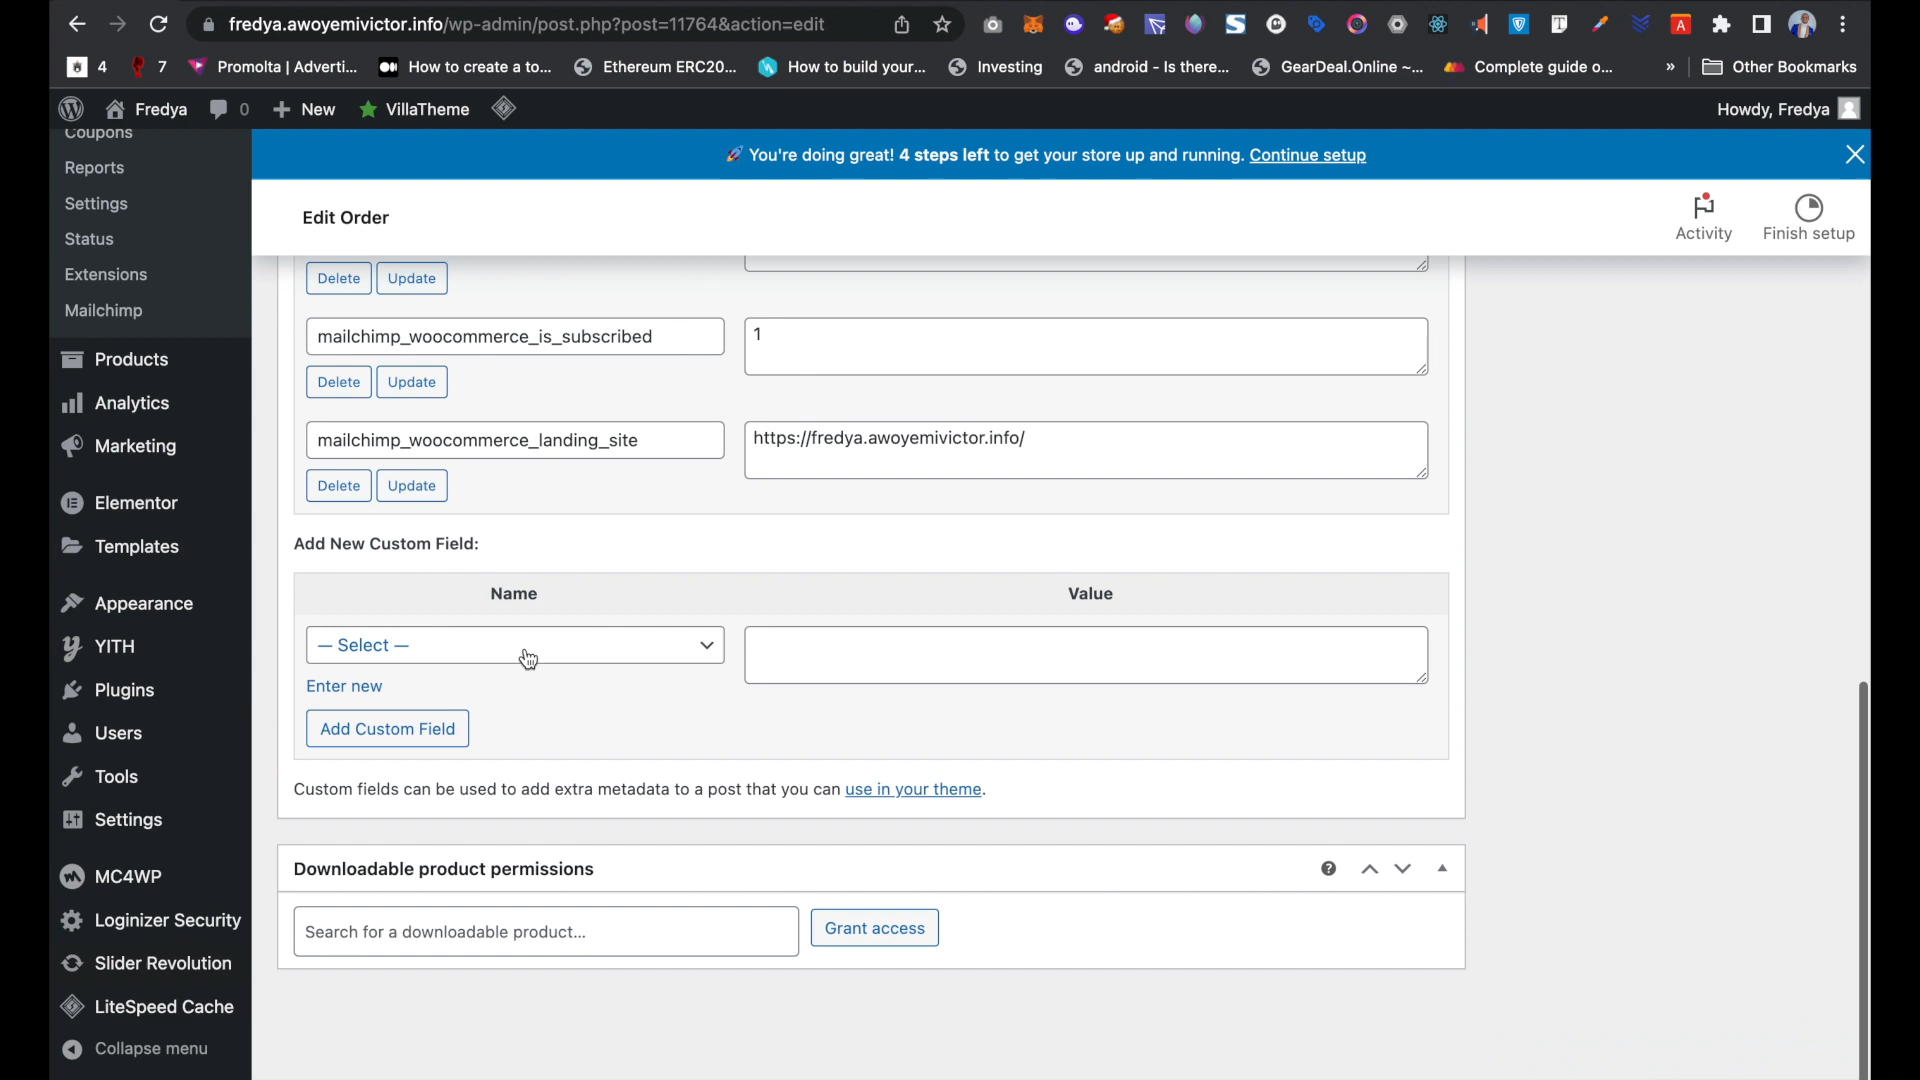 fredya.awoyemivictor.info/wp-admin/post.php?post=11764&action=edit
4
7
Promolta | Adverti...
How to create a to...
Ethereum ERC20...
How to build your...
Investing
android - Is there...
GearDeal.Online ~...
Complete guide o...
»
Other Bookmarks
Fredya
0
New
VillaTheme
Howdy, Fredya
Coupons
Reports
Settings
Status
Extensions
Mailchimp
Products
Analytics
Marketing
Elementor
Templates
Appearance
YITH
Plugins
Users
Tools
Settings
MC4WP
Loginizer Security
Slider Revolution
LiteSpeed Cache
Collapse menu
🚀 You're doing great! 4 steps left to get your store up and running. Continue setup
Edit Order
Activity
Finish setup
Delete
Update
mailchimp_woocommerce_is_subscribed
1
Delete
Update
mailchimp_woocommerce_landing_site
https://fredya.awoyemivictor.info/
Delete
Update
Add New Custom Field:
Name
Value
— Select —
Enter new
Add Custom Field
Custom fields can be used to add extra metadata to a post that you can use in your theme.
Downloadable product permissions
Search for a downloadable product...
Grant access